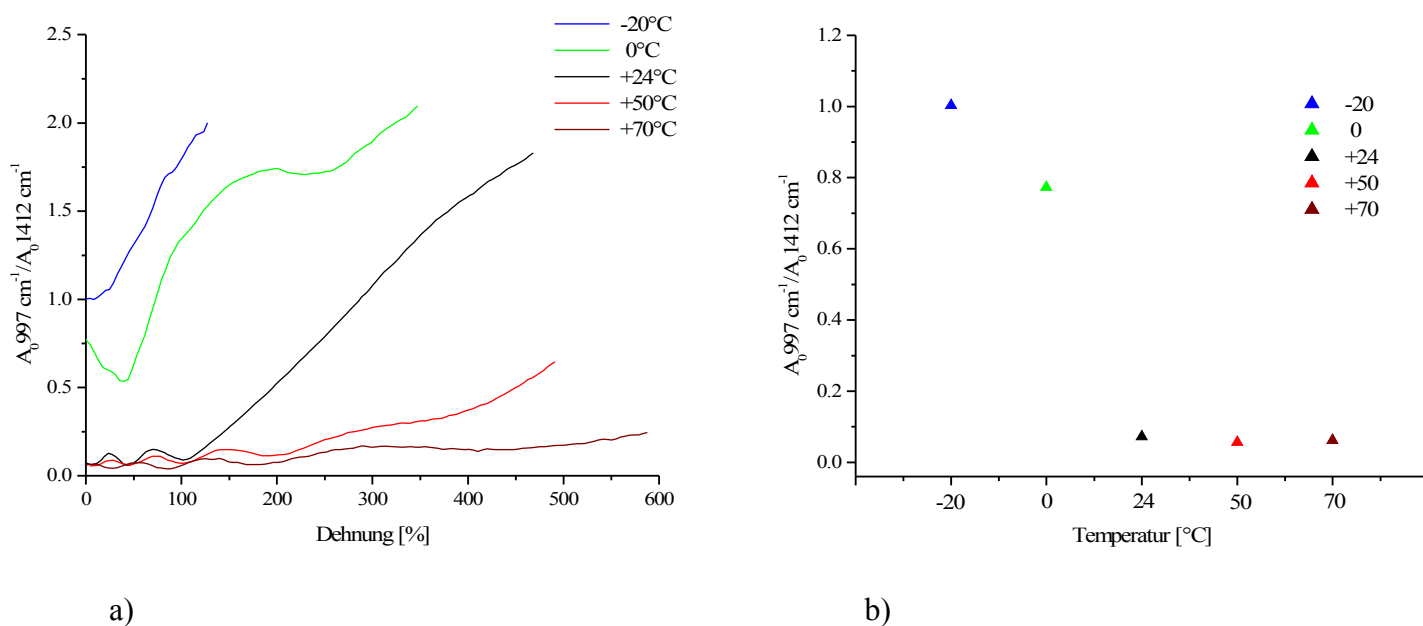 2.5
2.0
1.5
1.0
0.5
0.0
0 100 200 300 400 500 600
A₀997 cm⁻¹/A₀1412 cm⁻¹
Dehnung [%]
-20°C
0°C
+24°C
+50°C
+70°C
a)
1.2
1.0
0.8
0.6
0.4
0.2
0.0
-20 0 24 50 70
A₀997 cm⁻¹/A₀1412 cm⁻¹
Temperatur [°C]
-20
0
+24
+50
+70
b)